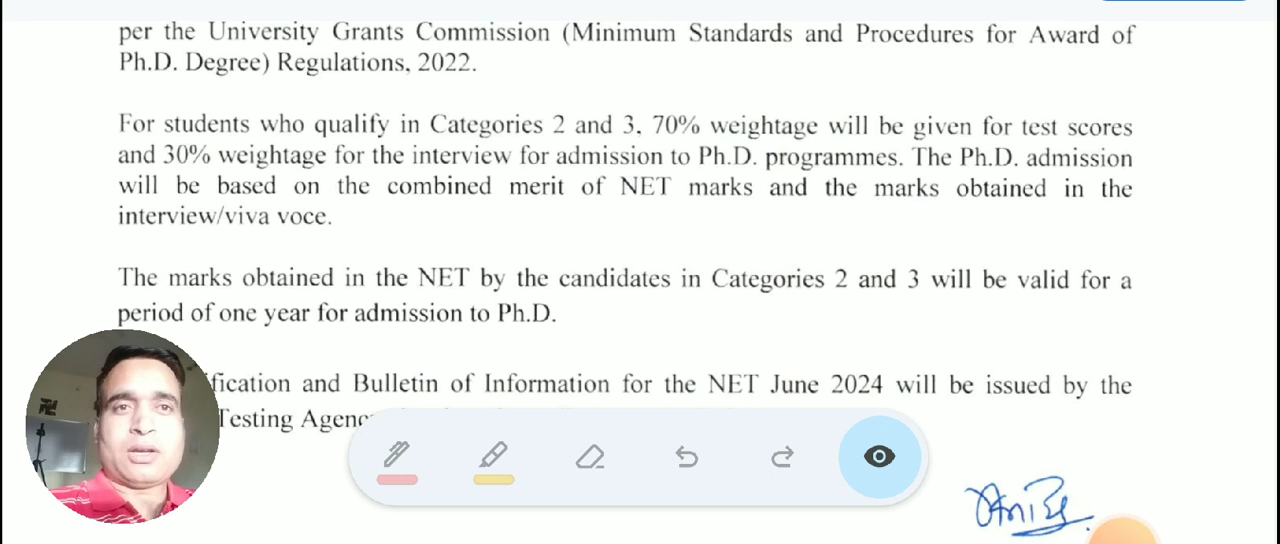 per the University Grants Commission (Minimum Standards and Procedures for Award of
Ph.D. Degree) Regulations, 2022.
For students who qualify in Categories 2 and 3, 70% weightage will be given for test scores
and 30% weightage for the interview for admission to Ph.D. programmes. The Ph.D. admission
will be based on the combined merit of NET marks and the marks obtained in the
interview/viva voce.
The marks obtained in the NET by the candidates in Categories 2 and 3 will be valid for a
period of one year for admission to Ph.D.
fication and Bulletin of Information for the NET June 2024 will be issued by the
Testing Agenc